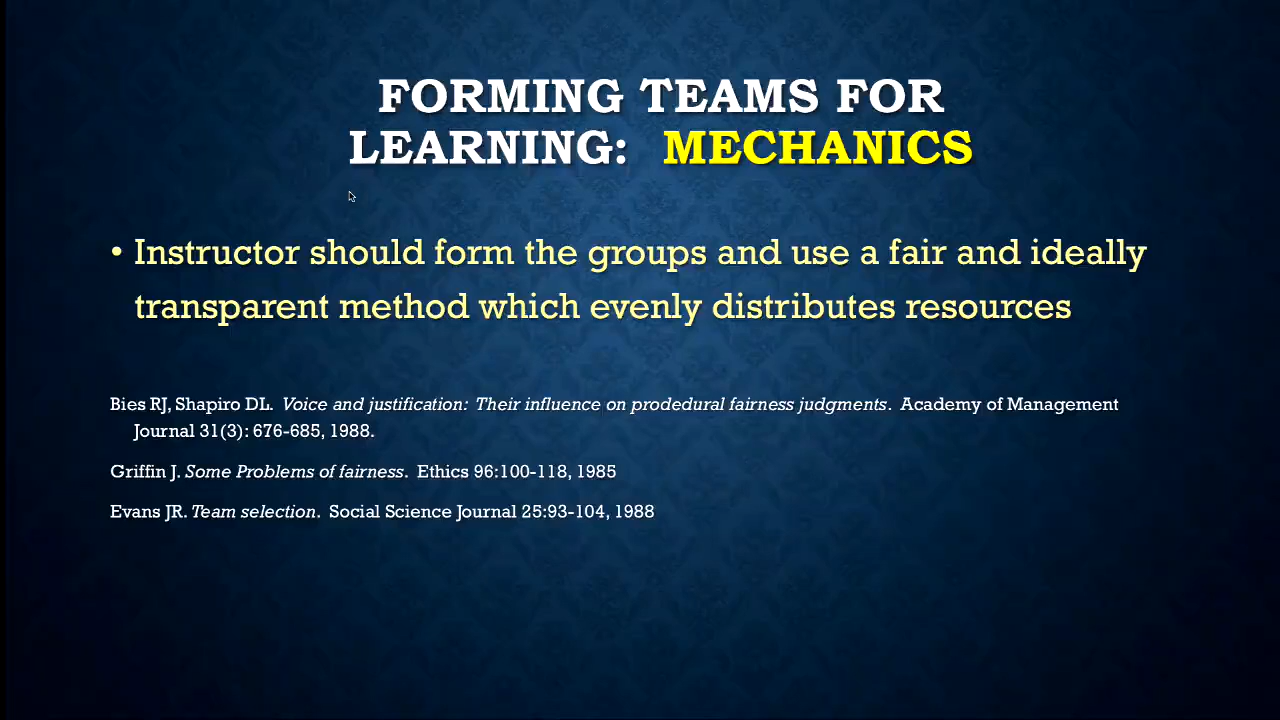 FORMING TEAMS FOR
LEARNING: MECHANICS
• Instructor should form the groups and use a fair and ideally
transparent method which evenly distributes resources
Bies RJ, Shapiro DL. Voice and justification: Their influence on prodedural fairness judgments. Academy of Management
Journal 31(3): 676-685, 1988.
Griffin J. Some Problems of fairness. Ethics 96:100-118, 1985
Evans JR. Team selection. Social Science Journal 25:93-104, 1988